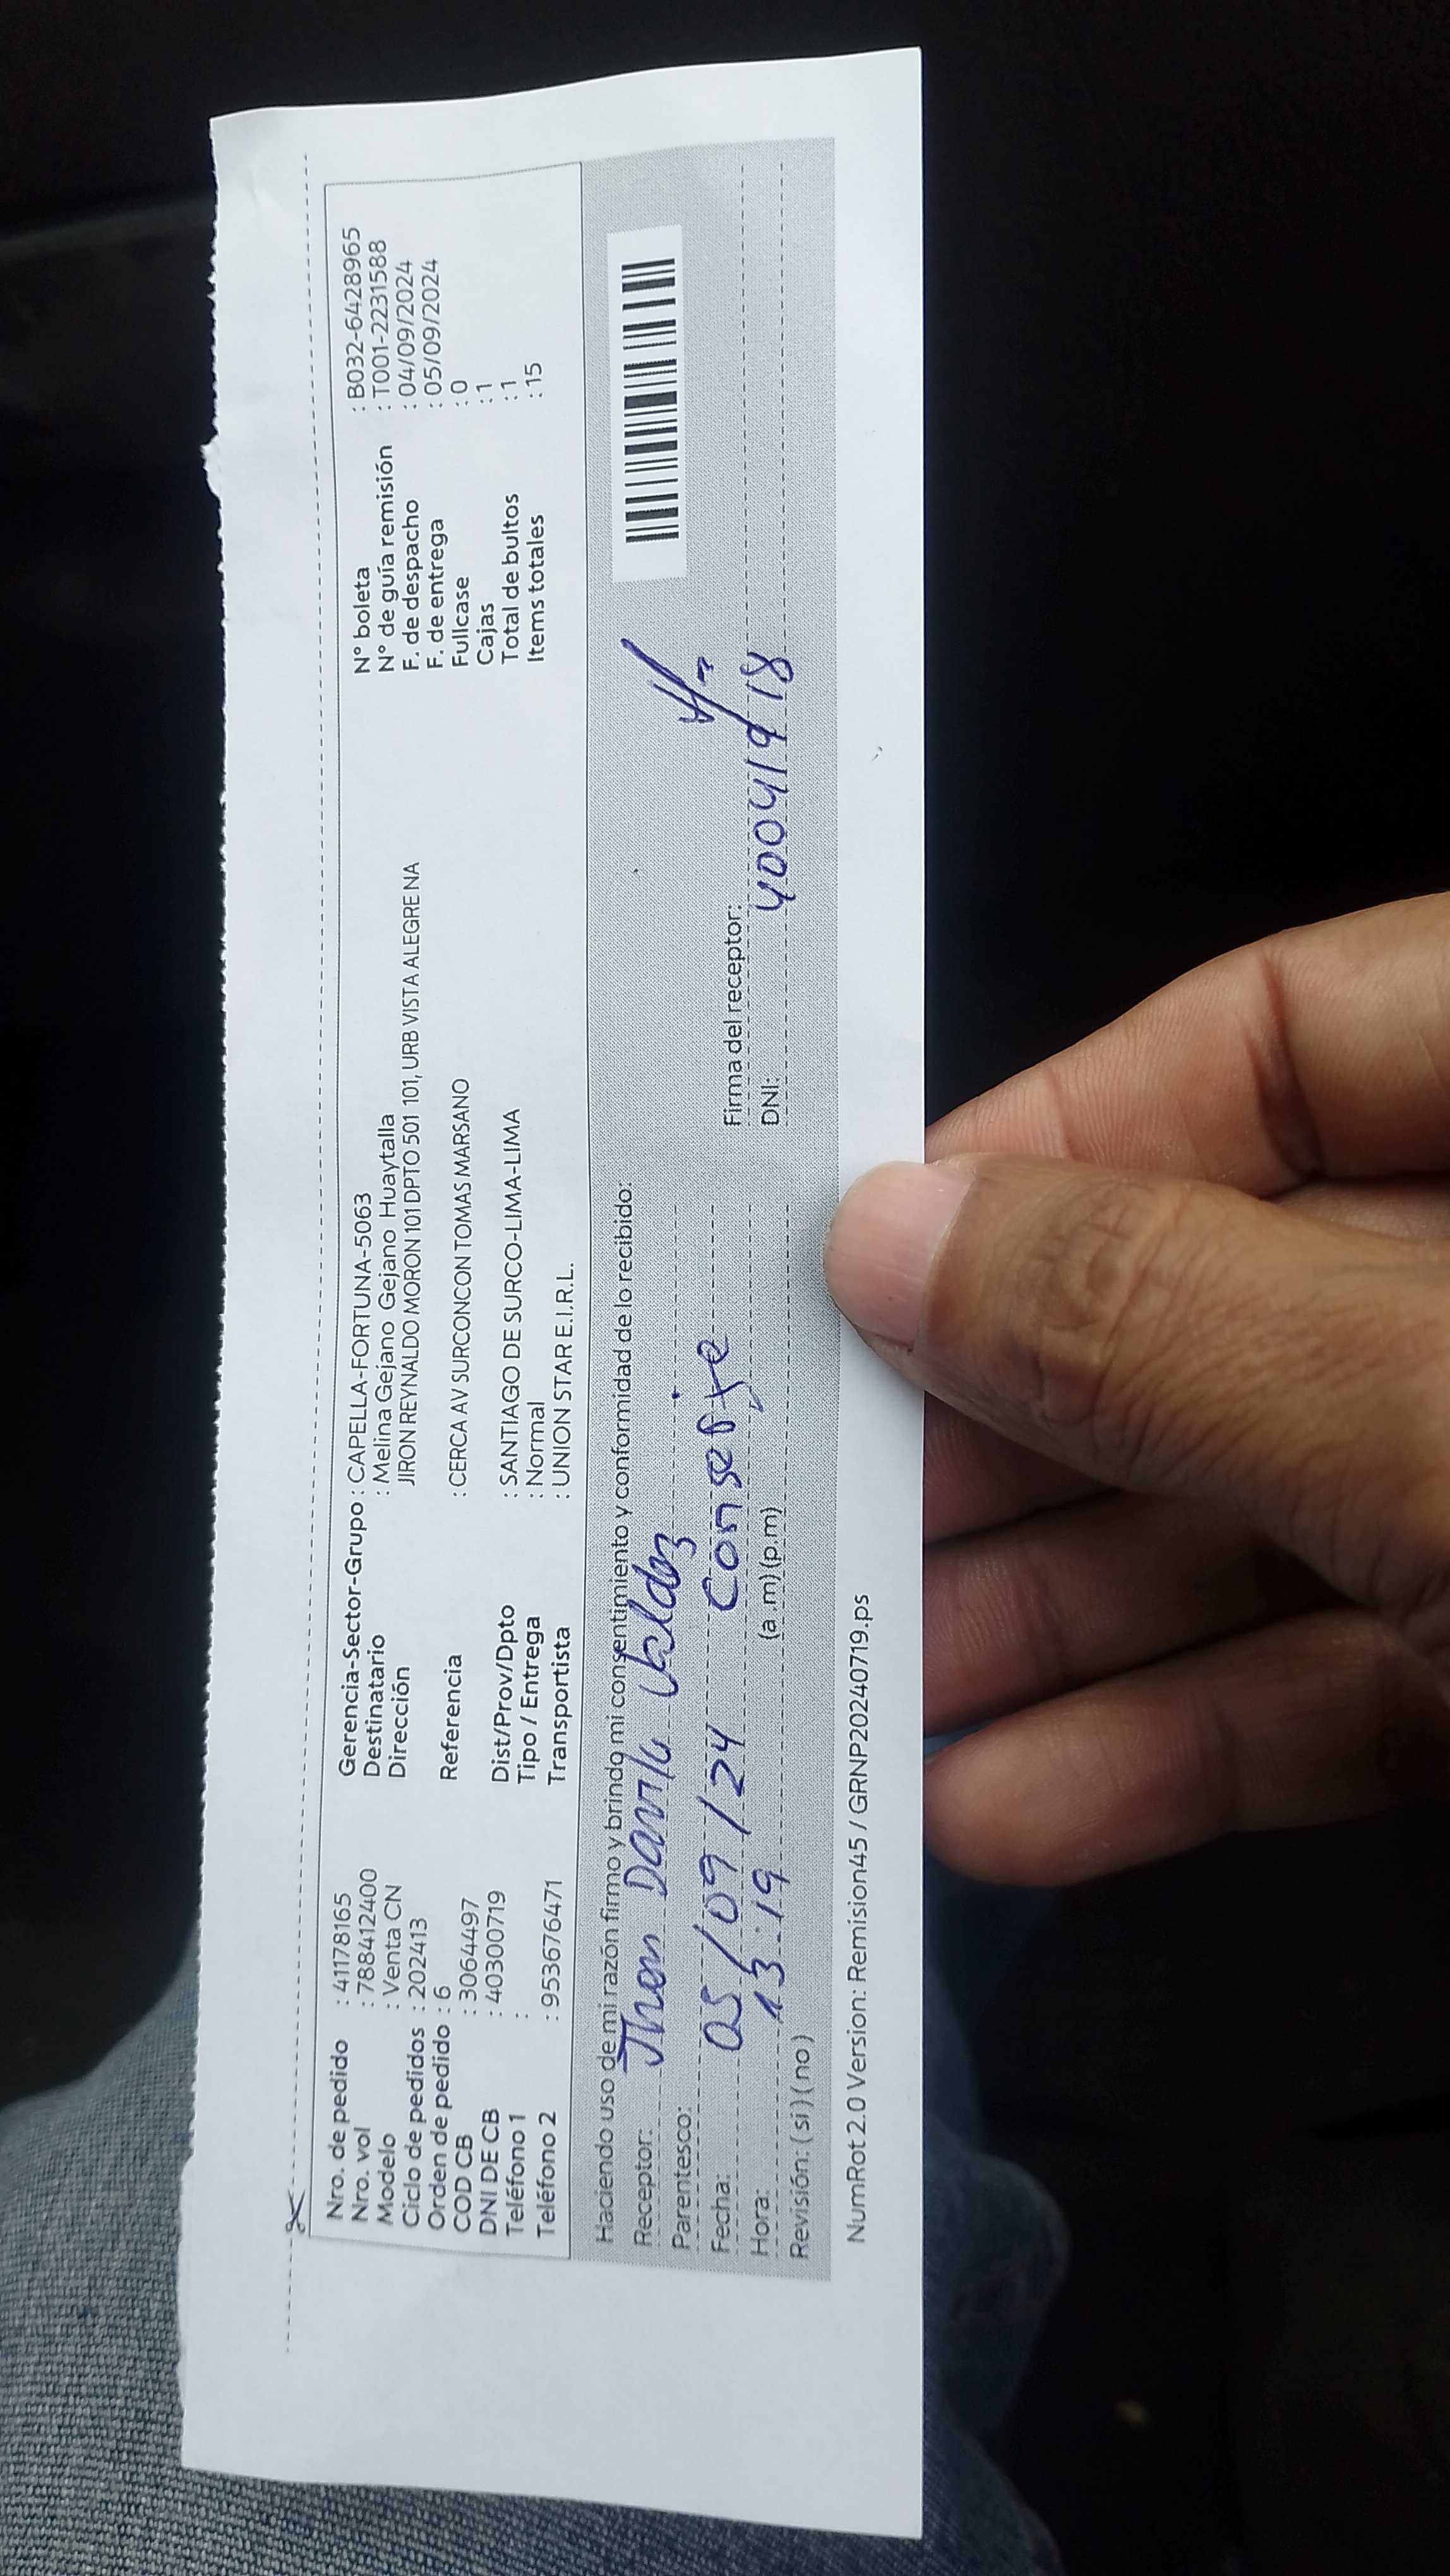 Nro. de pedido : 41178165
Nro. vol : 788412400
Modelo : Venta CN
Ciclo de pedidos : 202413
Orden de pedido : 6
COD CB : 3064497
DNI DE CB : 40300719
Teléfono 1 :
Teléfono 2 : 953676471
Gerencia-Sector-Grupo : CAPELLA-FORTUNA-5063
Destinatario : Melina Gejano Gejano Huaytalla
Dirección JIRON REYNALDO MORON 101 DPTO 501 101, URB VISTA ALEGRE NA
Referencia : CERCA AV SURCONCON TOMAS MARSANO
Dist/Prov/Dpto : SANTIAGO DE SURCO-LIMA-LIMA
Tipo / Entrega : Normal
Transportista : UNION STAR E.I.R.L.
N° boleta : B032-6428965
N° de guía remisión : T001-2231588
F. de despacho : 04/09/2024
F. de entrega : 05/09/2024
Fullcase : 0
Cajas : 1
Total de bultos : 1
Items totales : 15
Haciendo uso de mi razón firmo y brindo mi consentimiento y conformidad de lo recibido:
Receptor: Jhon
Parentesco:
Fecha: 05/09/24 Conserje
Hora: 13:19 (a.m) (p.m)
Revisión: ( si ) ( no )
Firma del receptor:
DNI: 40041918
NumRot 2.0 Version: Remision45 / GRNP20240719.ps